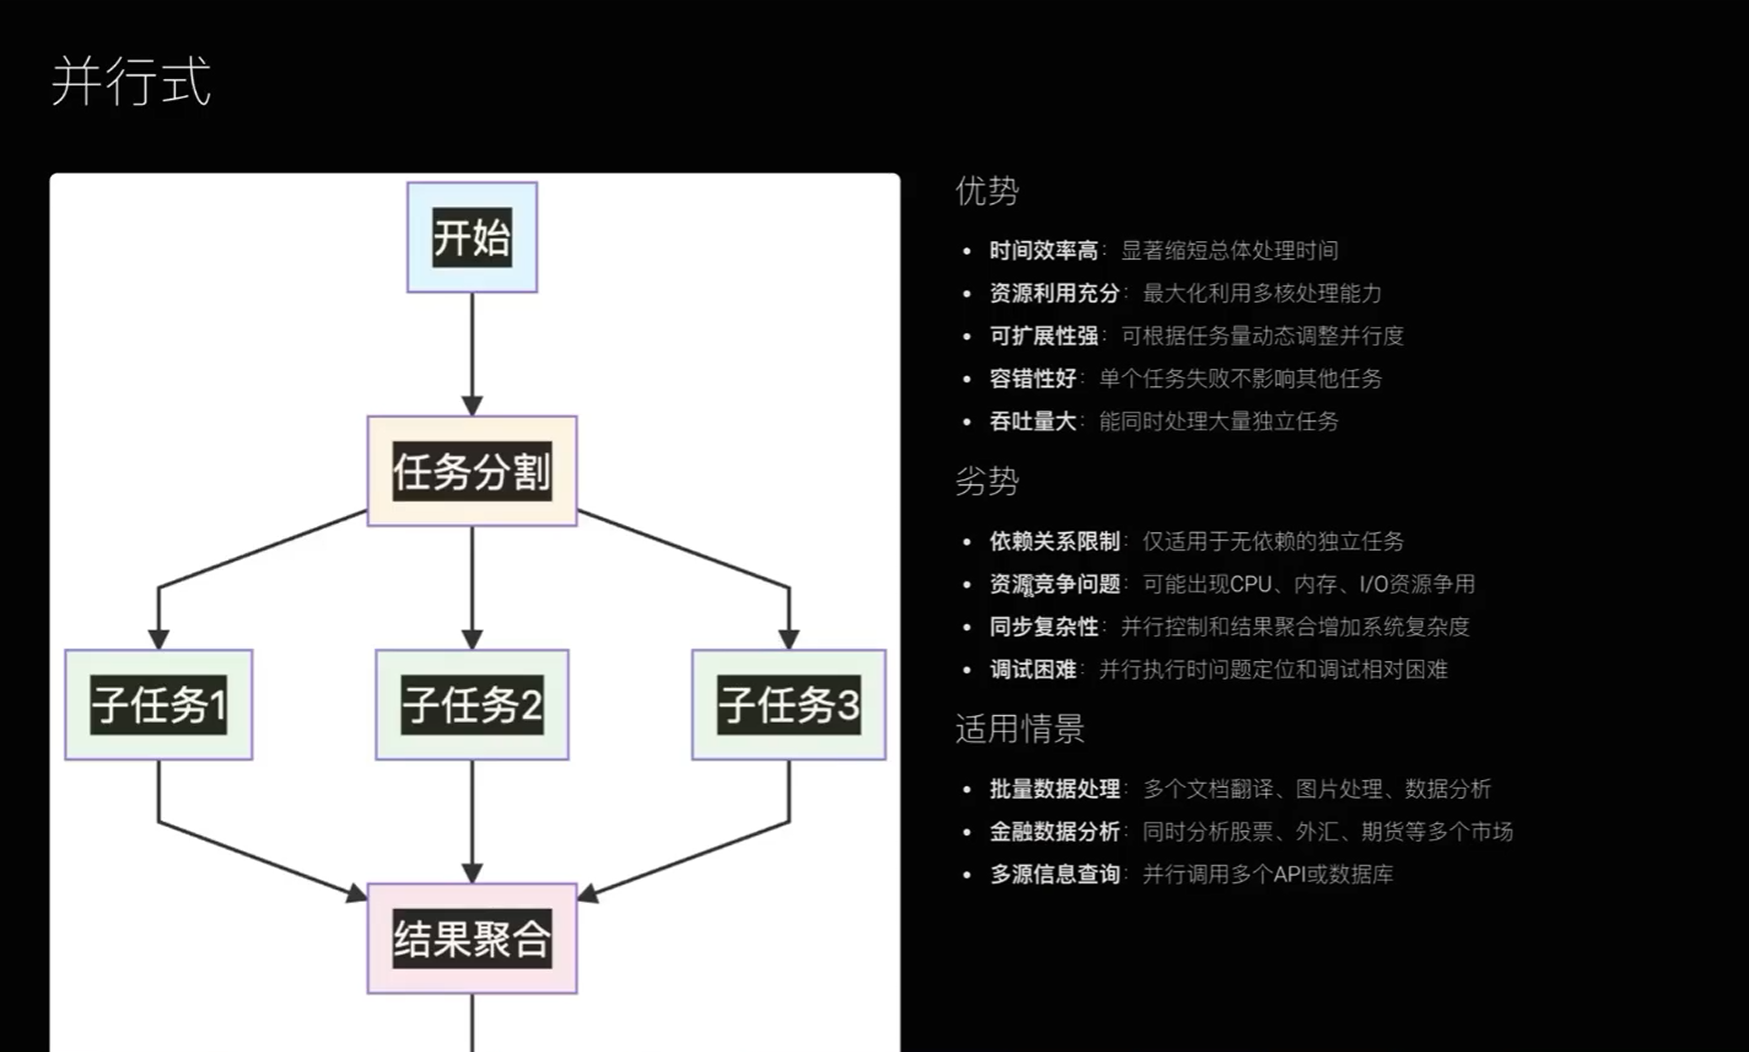 并行式
开始
任务分割
子任务1
子任务2
子任务3
结果聚合
优势
• 时间效率高：显著缩短总体处理时间
• 资源利用充分：最大化利用多核处理能力
• 可扩展性强：可根据任务量动态调整并行度
• 容错性好：单个任务失败不影响其他任务
• 吞吐量大：能同时处理大量独立任务
劣势
• 依赖关系限制：仅适用于无依赖的独立任务
• 资源竞争问题：可能出现CPU、内存、I/O资源争用
• 同步复杂性：并行控制和结果聚合增加系统复杂度
• 调试困难：并行执行时问题定位和调试相对困难
适用情景
• 批量数据处理：多个文档翻译、图片处理、数据分析
• 金融数据分析：同时分析股票、外汇、期货等多个市场
• 多源信息查询：并行调用多个API或数据库